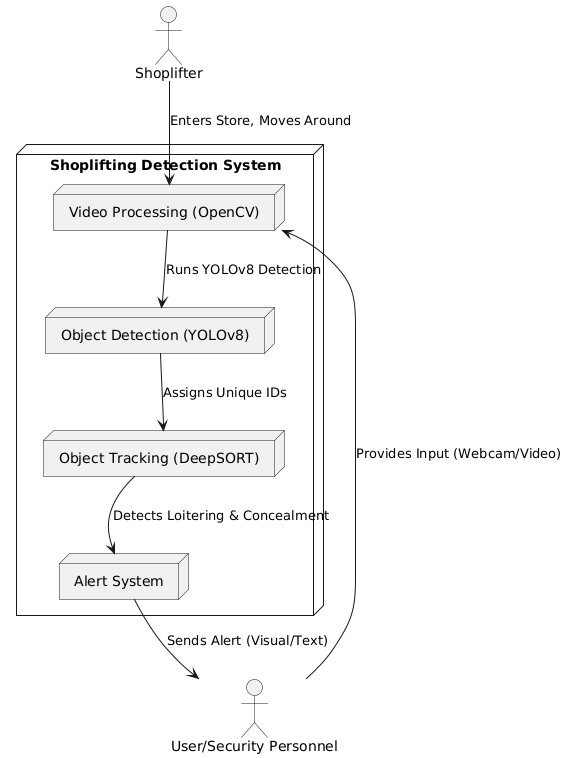 Shoplifter
Enters Store, Moves Around
Shoplifting Detection System
Video Processing (OpenCV)
Runs YOLOv8 Detection
Object Detection (YOLOv8)
Assigns Unique IDs
Provides Input (Webcam/Video)
Object Tracking (DeepSORT)
Detects Loitering & Concealment
Alert System
Sends Alert (Visual/Text)
User/Security Personnel